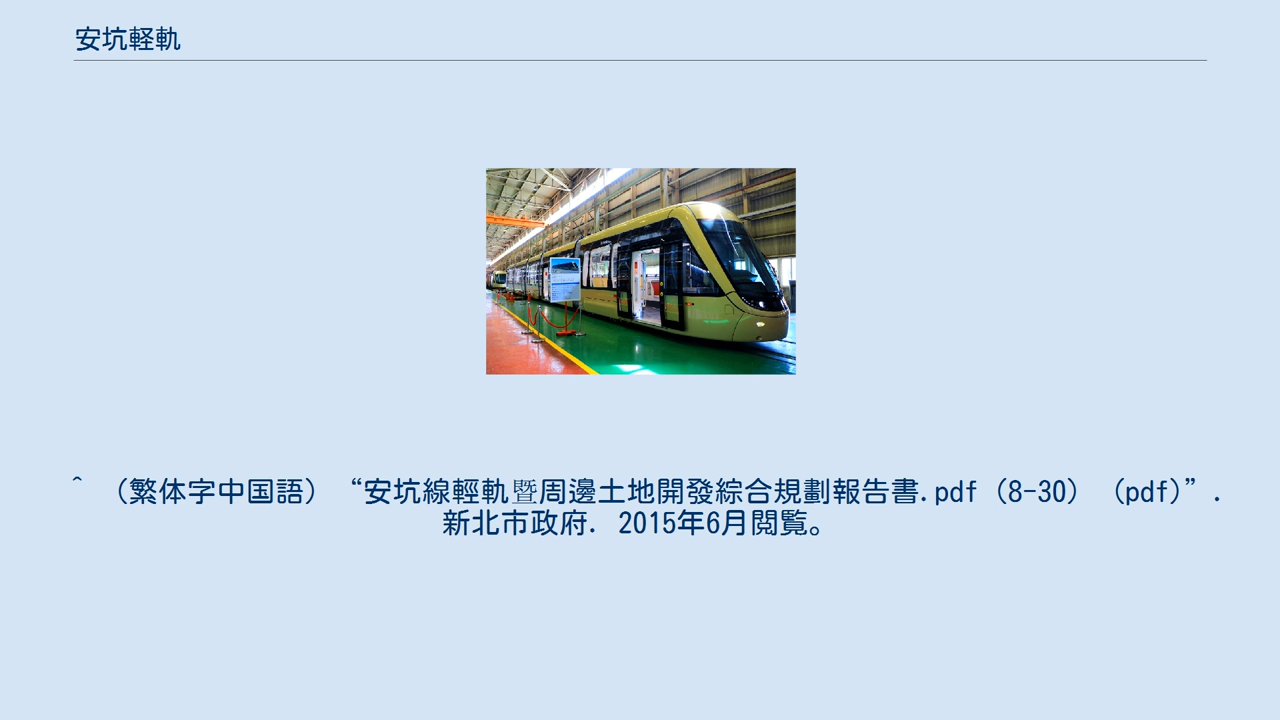 安坑軽軌
^ （繁体字中国語） “安坑線輕軌暨周邊土地開發綜合規劃報告書.pdf (8-30) (pdf)”.
新北市政府. 2015年6月閲覧。